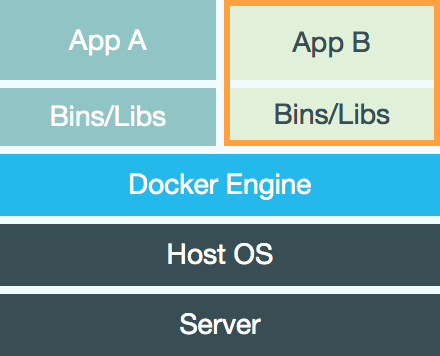 App A
App B
Bins/Libs
Bins/Libs
Docker Engine
Host OS
Server